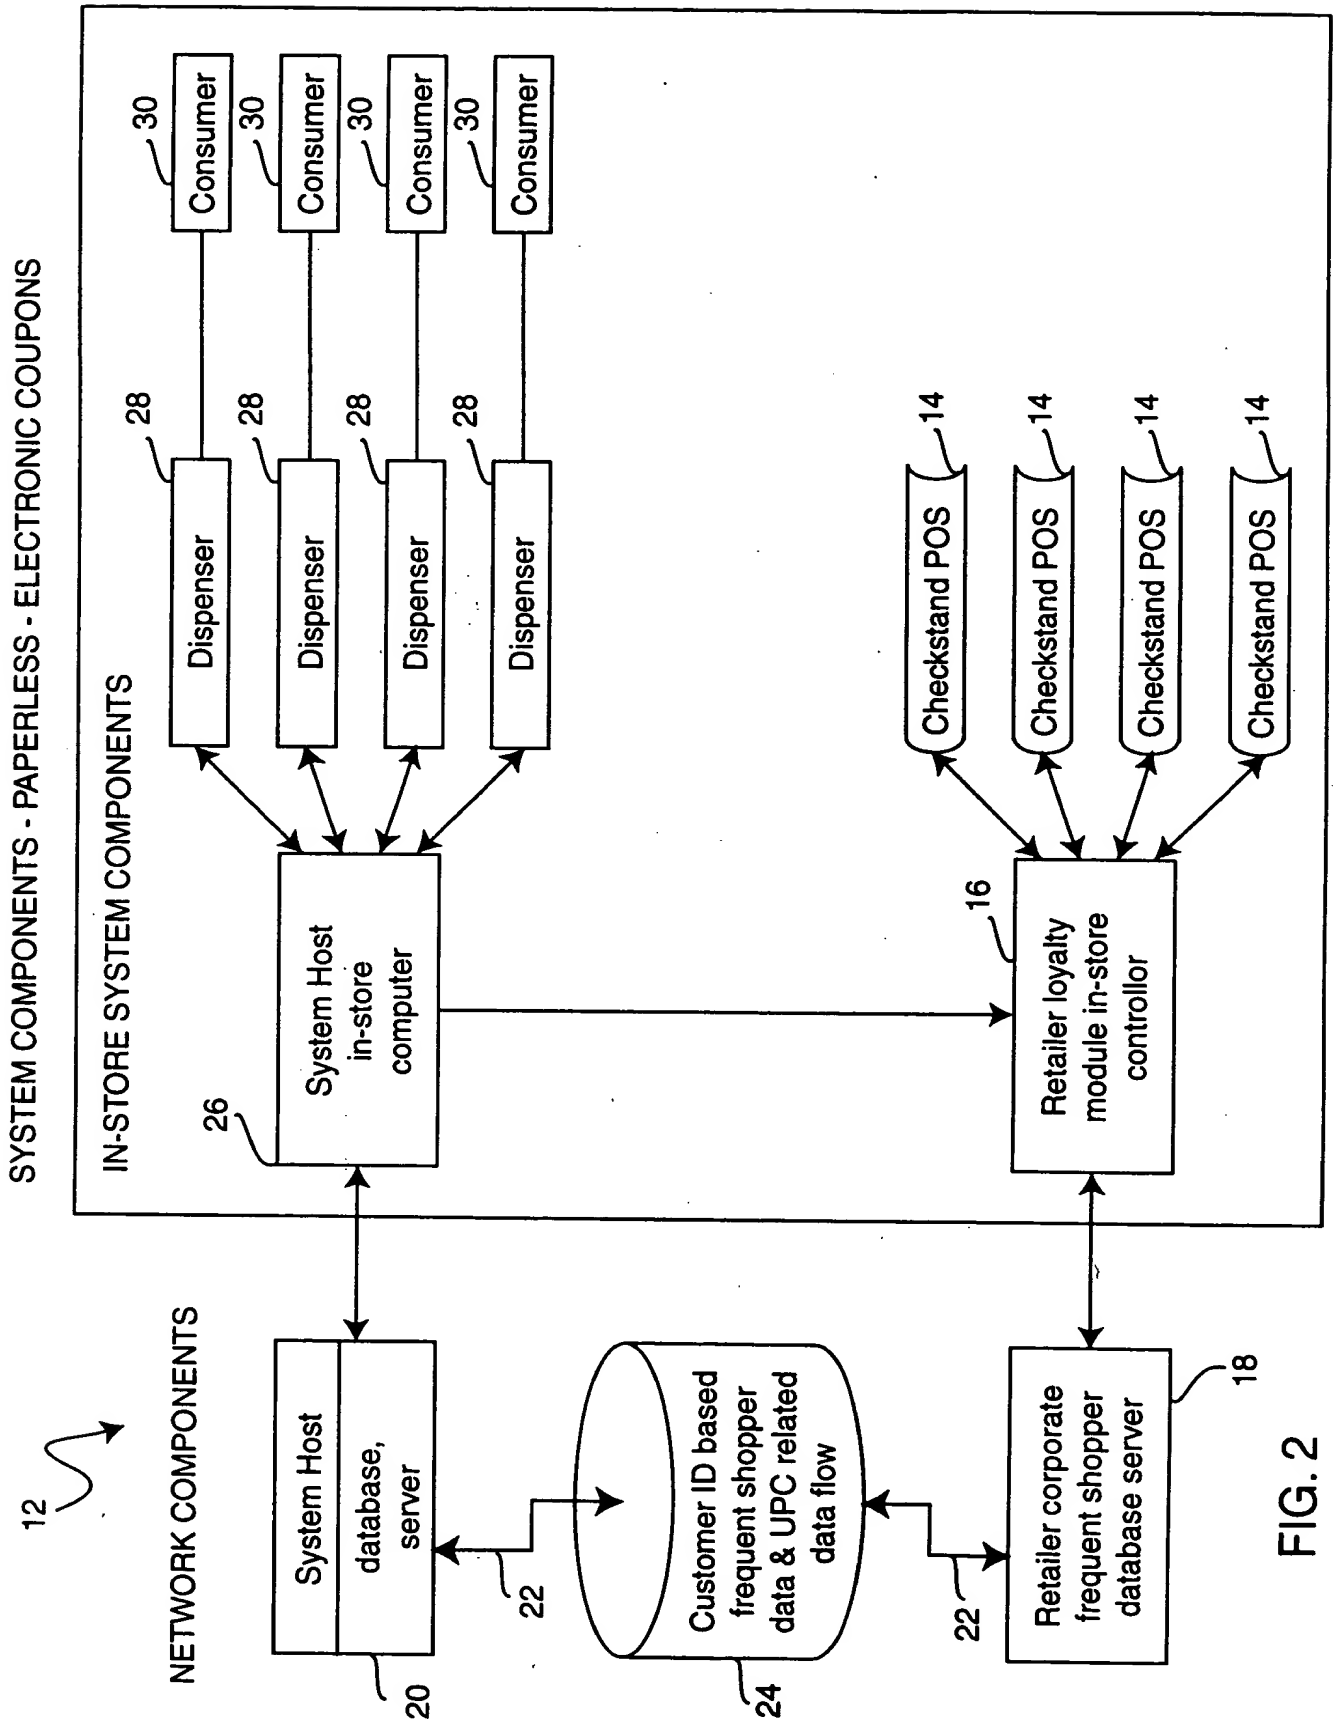 SYSTEM COMPONENTS - PAPERLESS - ELECTRONIC COUPONS
12
NETWORK COMPONENTS
IN-STORE SYSTEM COMPONENTS
System Host
database,
server
20
22
Customer ID based
frequent shopper
data & UPC related
data flow
24
22
Retailer corporate
frequent shopper
database server
18
26
System Host
in-store
computer
16
Retailer loyalty
module in-store
controller
28
Dispenser
28
Dispenser
28
Dispenser
28
Dispenser
30
Consumer
30
Consumer
30
Consumer
30
Consumer
Checkstand POS
14
Checkstand POS
14
Checkstand POS
14
Checkstand POS
14
FIG. 2